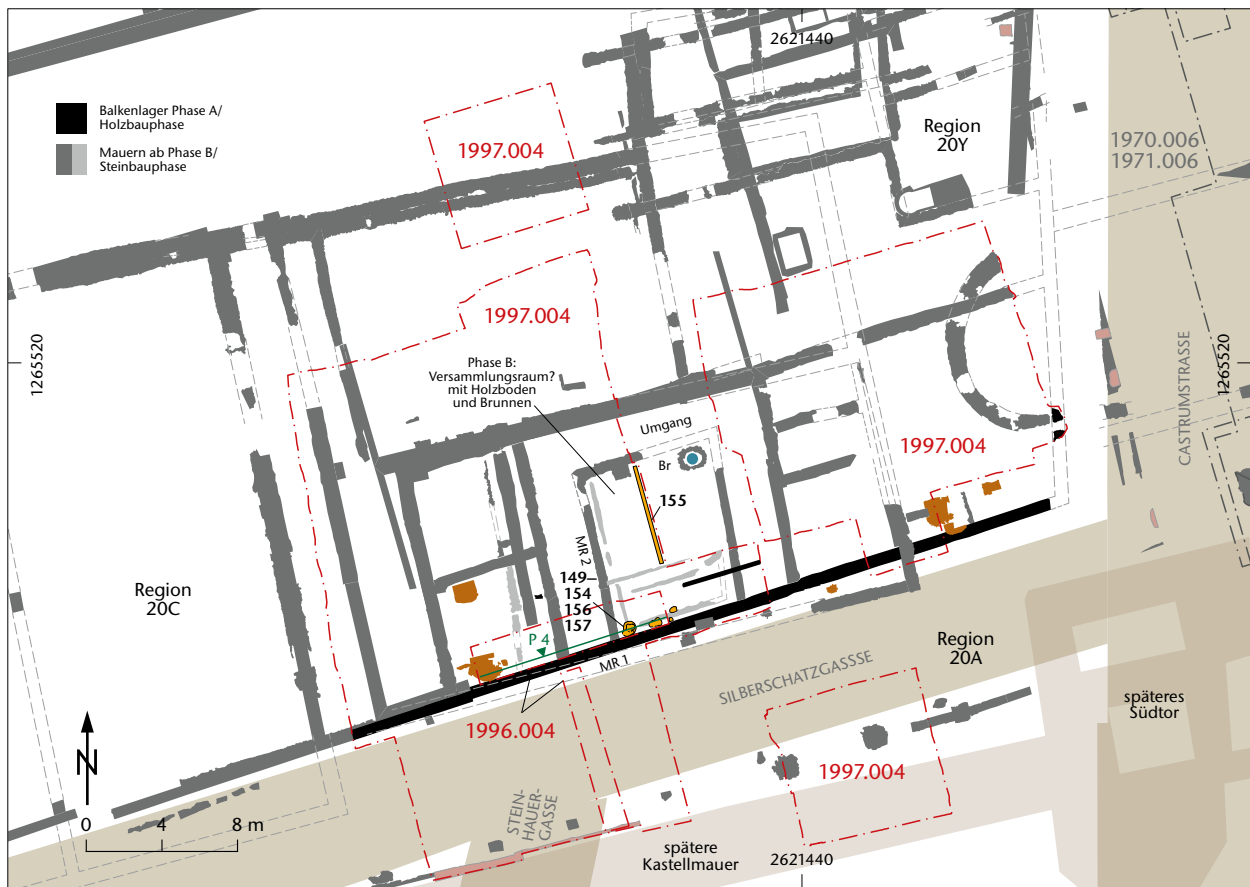 2621440
Balkenlager Phase A/
Holzbauphase
Mauern ab Phase B/
Steinbauphase
1997.004
Region
20Y
1970.006
1971.006
1997.004
1265520
1265520
Phase B:
Versammlungsraum?
mit Holzboden
und Brunnen
CASTRUMSTRASSE
Umgang
Br
1997.004
155
MR 2
149
154
156
157
Region
20C
P 4
MR 1
1996.004
SILBERSCHATZGASSSE
Region
20A
späteres
Südtor
N
1997.004
STEIN-
HAUER-
GASSE
0 4 8 m
spätere
Kastellmauer
2621440